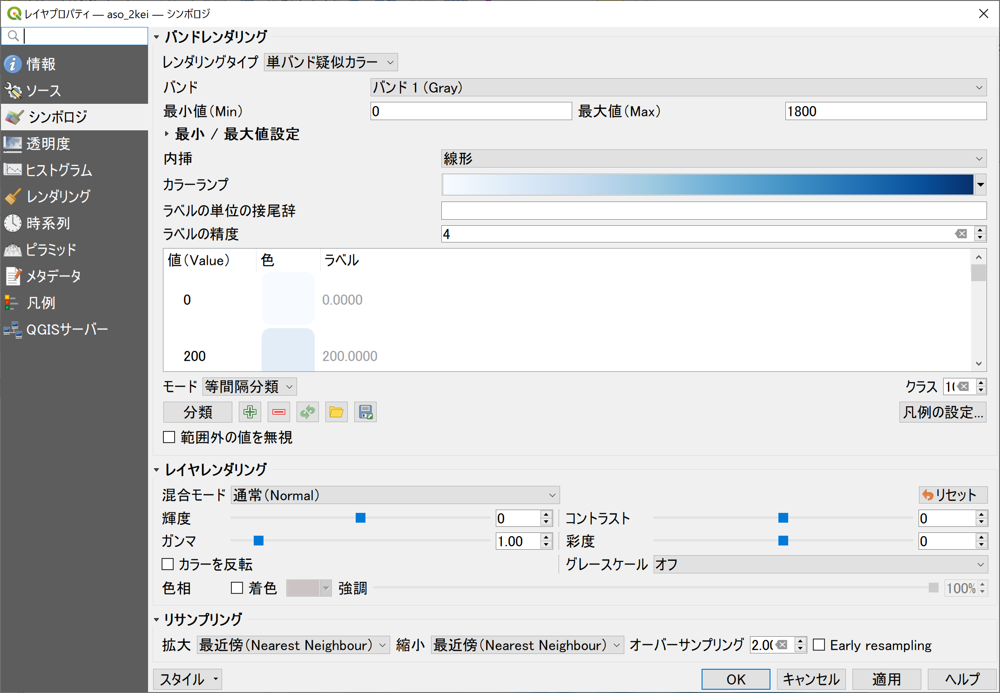 レイヤプロパティ — aso_2kei — シンボロジ
情報
ソース
シンボロジ
透明度
ヒストグラム
レンダリング
時系列
ピラミッド
メタデータ
凡例
QGISサーバー
バンドレンダリング
レンダリングタイプ 単バンド疑似カラー
バンド バンド 1 (Gray)
最小値(Min) 0 最大値(Max) 1800
最小 / 最大値設定
内挿 線形
カラーランプ
ラベルの単位の接尾辞
ラベルの精度 4
値(Value) 色 ラベル
0 0.0000
200 200.0000
モード 等間隔分類 クラス
分類 凡例の設定...
範囲外の値を無視
レイヤレンダリング
混合モード 通常(Normal) リセット
輝度 0 コントラスト 0
ガンマ 1.00 彩度 0
カラーを反転 グレースケール オフ
色相 着色 強調 100%
リサンプリング
拡大 最近傍(Nearest Neighbour) 縮小 最近傍(Nearest Neighbour) オーバーサンプリング Early resampling
スタイル OK キャンセル 適用 ヘルプ